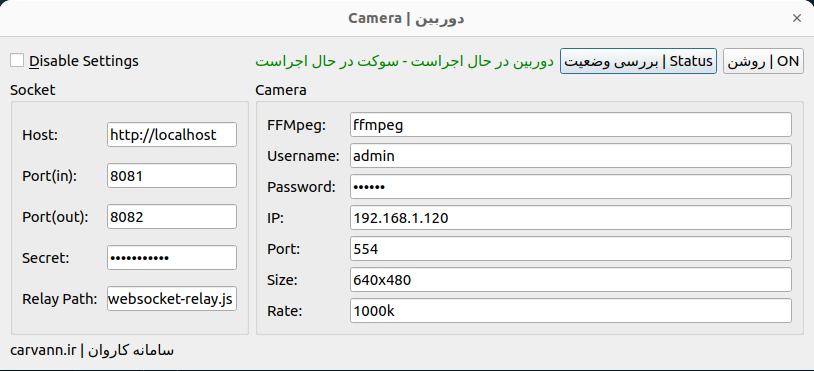 Camera | دوربین
Disable Settings
دوربین در حال اجراست - سوکت در حال اجراست
بررسی وضعیت | Status
روشن | ON
Socket
Host: http://localhost
Port(in): 8081
Port(out): 8082
Secret: •••••••••••
Relay Path: websocket-relay.js
Camera
FFMpeg: ffmpeg
Username: admin
Password: ••••••
IP: 192.168.1.120
Port: 554
Size: 640x480
Rate: 1000k
carvann.ir | سامانه کاروان